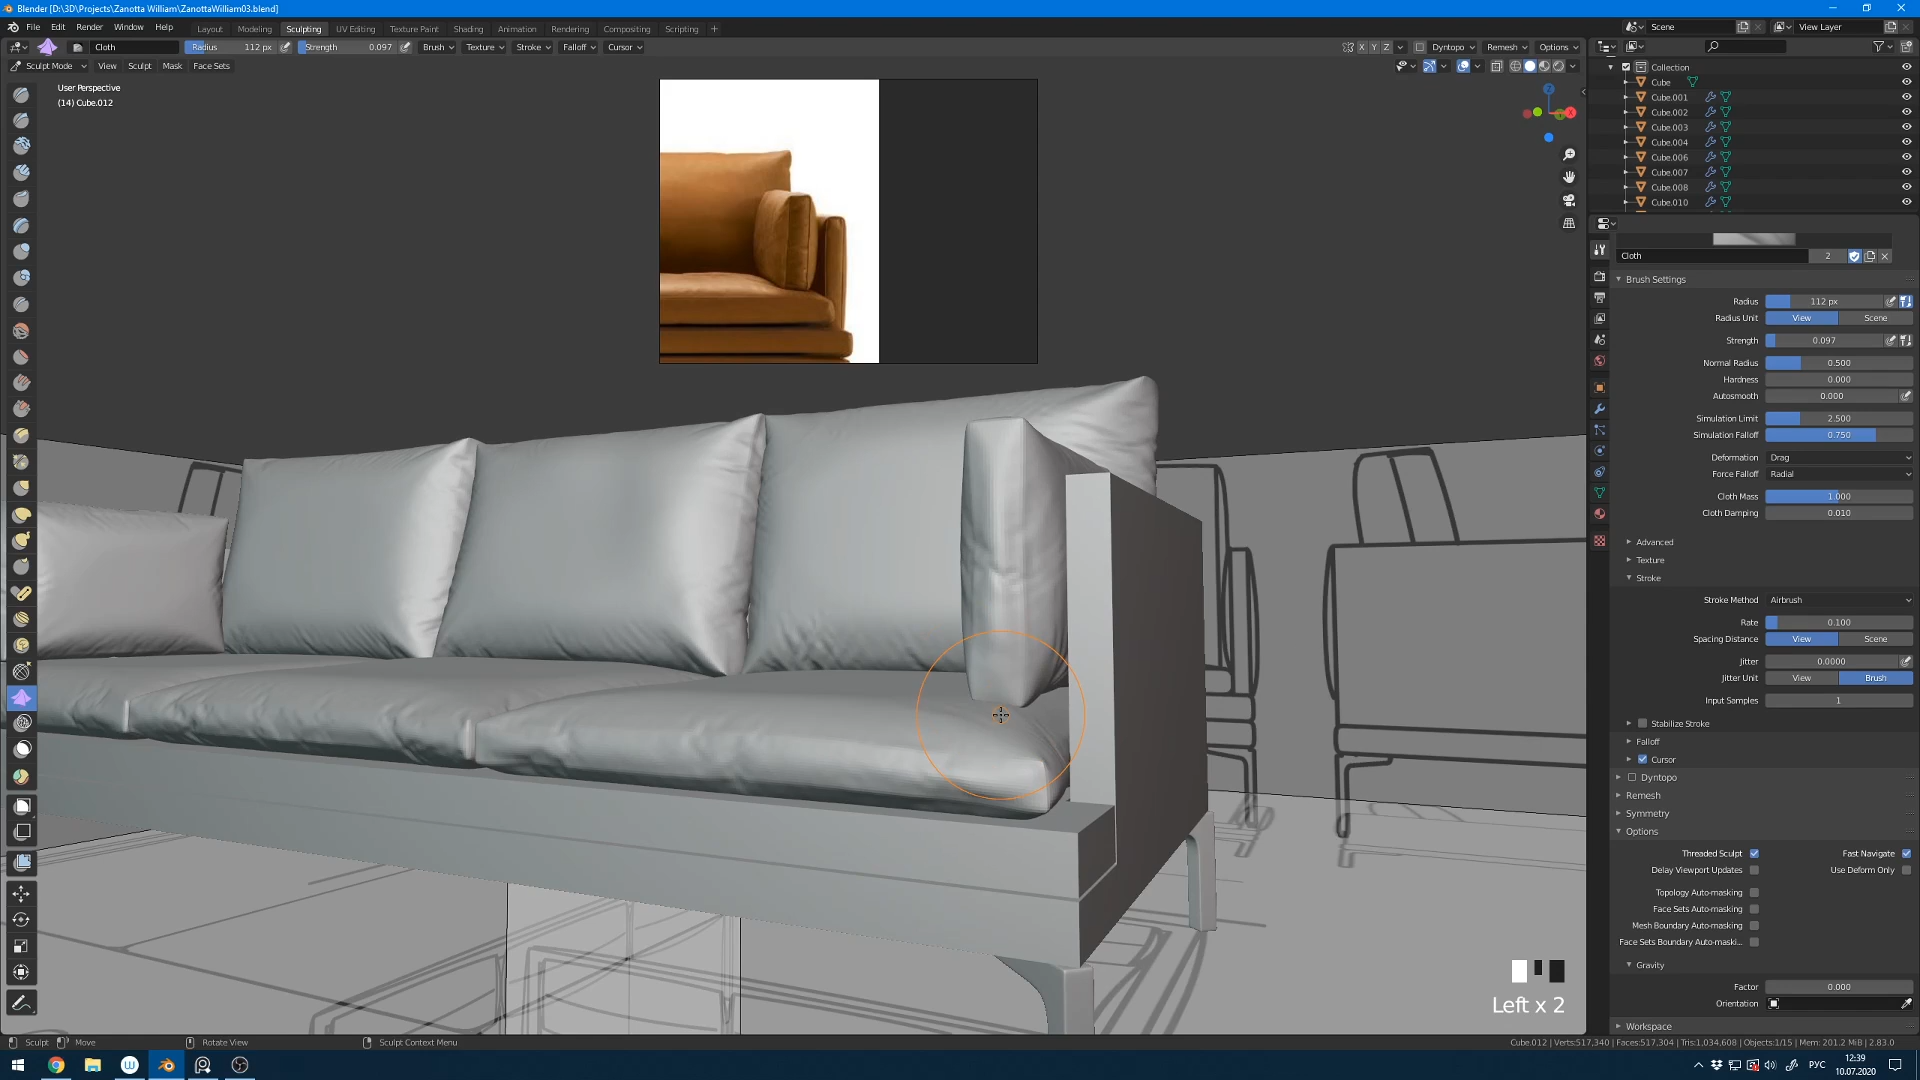 Blender [D:\3D\Projects\Zanotta William\ZanottaWilliam03.blend]
File Edit Render Window Help Layout Modeling Sculpting UV Editing Texture Paint Shading Animation Rendering Compositing Scripting + Scene View Layer
Cloth Radius 112 px Strength 0.097 Brush Texture Stroke Falloff Cursor X Y Z Dyntopo Remesh Options
Sculpt Mode View Sculpt Mask Face Sets
User Perspective
(14) Cube.012
Collection
Cube
Cube.001
Cube.002
Cube.003
Cube.004
Cube.006
Cube.007
Cube.008
Cube.010
Cloth 2
Brush Settings
Radius 112 px
Radius Unit View Scene
Strength 0.097
Normal Radius 0.500
Hardness 0.000
Autosmooth 0.000
Simulation Limit 2.500
Simulation Falloff 0.750
Deformation Drag
Force Falloff Radial
Cloth Mass 1.000
Cloth Damping 0.010
Advanced
Texture
Stroke
Stroke Method Airbrush
Rate 0.100
Spacing Distance View Scene
Jitter 0.0000
Jitter Unit View Brush
Input Samples 1
Stabilize Stroke
Falloff
Cursor
Dyntopo
Remesh
Symmetry
Options
Threaded Sculpt Fast Navigate
Delay Viewport Updates Use Deform Only
Topology Auto-masking
Face Sets Auto-masking
Mesh Boundary Auto-masking
Face Sets Boundary Auto-maski...
Gravity
Factor 0.000
Orientation
Workspace
Left x 2
Sculpt Move Rotate View Sculpt Context Menu Cube.012 | Verts:517,340 | Faces:517,304 | Tris:1,034,608 | Objects:1/15 | Mem: 201.2 MiB | 2.83.0
РУС
12:39
10.07.2020